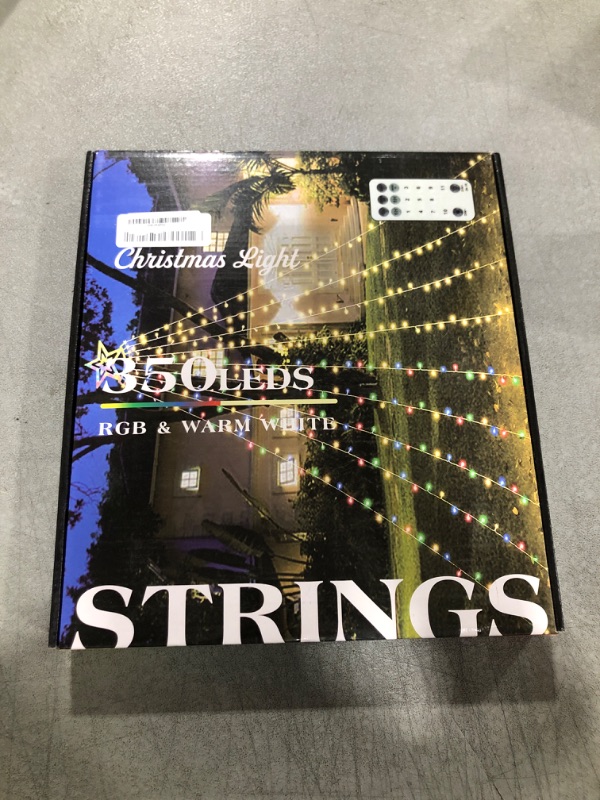 Christmas Light
350LEDS
RGB & WARM WHITE
STRINGS